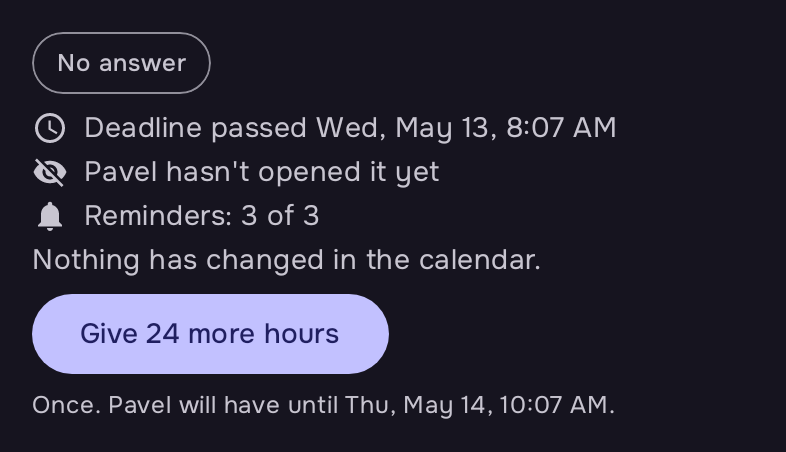 No answer
Deadline passed Wed, May 13, 8:07 AM
Pavel hasn't opened it yet
Reminders: 3 of 3
Nothing has changed in the calendar.
Give 24 more hours
Once. Pavel will have until Thu, May 14, 10:07 AM.